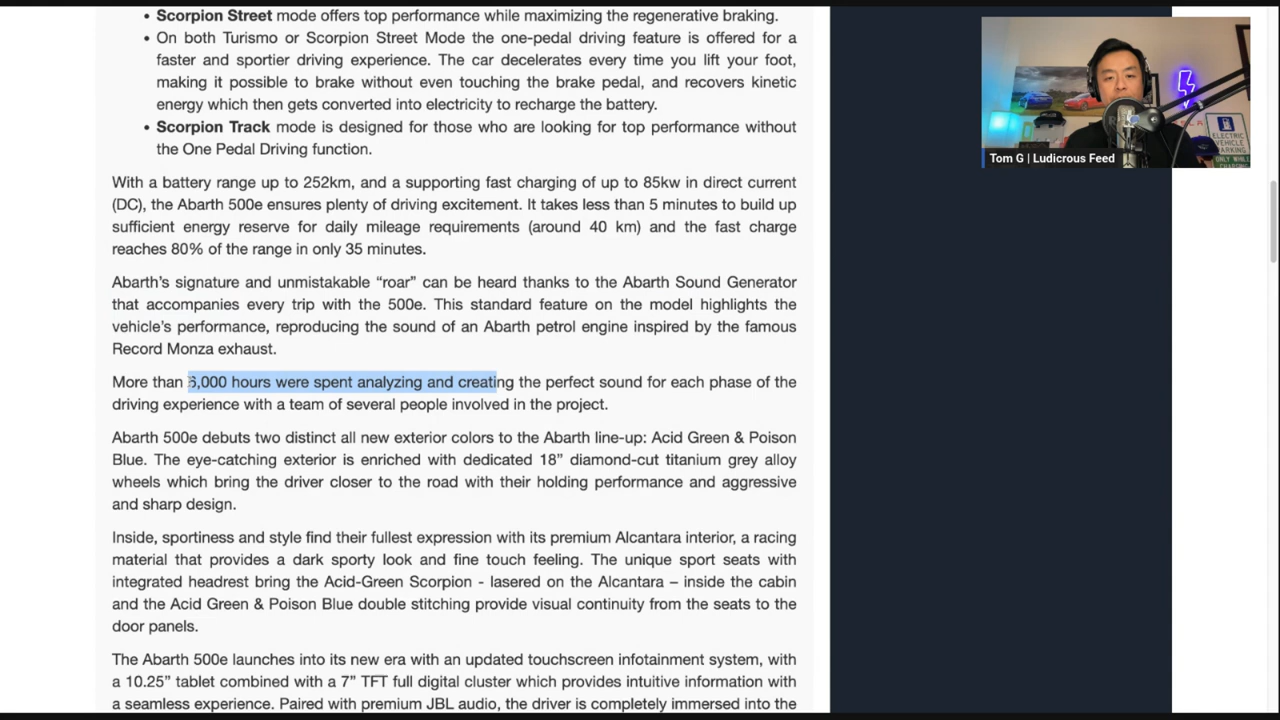 • Scorpion Street mode offers top performance while maximizing the regenerative braking.
• On both Turismo or Scorpion Street Mode the one-pedal driving feature is offered for a
faster and sportier driving experience. The car decelerates every time you lift your foot,
making it possible to brake without even touching the brake pedal, and recovers kinetic
energy which then gets converted into electricity to recharge the battery.
• Scorpion Track mode is designed for those who are looking for top performance without
the One Pedal Driving function.
With a battery range up to 252km, and a supporting fast charging of up to 85kw in direct current
(DC), the Abarth 500e ensures plenty of driving excitement. It takes less than 5 minutes to build up
sufficient energy reserve for daily mileage requirements (around 40 km) and the fast charge
reaches 80% of the range in only 35 minutes.
Abarth’s signature and unmistakable “roar” can be heard thanks to the Abarth Sound Generator
that accompanies every trip with the 500e. This standard feature on the model highlights the
vehicle’s performance, reproducing the sound of an Abarth petrol engine inspired by the famous
Record Monza exhaust.
More than 6,000 hours were spent analyzing and creating the perfect sound for each phase of the
driving experience with a team of several people involved in the project.
Abarth 500e debuts two distinct all new exterior colors to the Abarth line-up: Acid Green & Poison
Blue. The eye-catching exterior is enriched with dedicated 18” diamond-cut titanium grey alloy
wheels which bring the driver closer to the road with their holding performance and aggressive
and sharp design.
Inside, sportiness and style find their fullest expression with its premium Alcantara interior, a racing
material that provides a dark sporty look and fine touch feeling. The unique sport seats with
integrated headrest bring the Acid-Green Scorpion - lasered on the Alcantara – inside the cabin
and the Acid Green & Poison Blue double stitching provide visual continuity from the seats to the
door panels.
The Abarth 500e launches into its new era with an updated touchscreen infotainment system, with
a 10.25” tablet combined with a 7” TFT full digital cluster which provides intuitive information with
a seamless experience. Paired with premium JBL audio, the driver is completely immersed into the
Tom G | Ludicrous Feed
ELECTRIC
VEHICLE
PARKING
ONLY WHILE